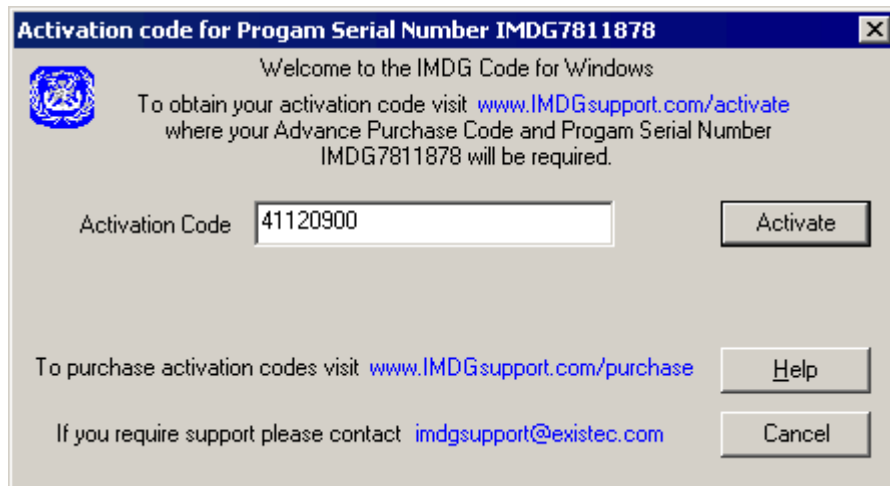 Activation code for Progam Serial Number IMDG7811878
Welcome to the IMDG Code for Windows
To obtain your activation code visit www.IMDGsupport.com/activate
where your Advance Purchase Code and Progam Serial Number
IMDG7811878 will be required.
Activation Code 41120900 Activate
To purchase activation codes visit www.IMDGsupport.com/purchase Help
If you require support please contact imdgsupport@existec.com Cancel